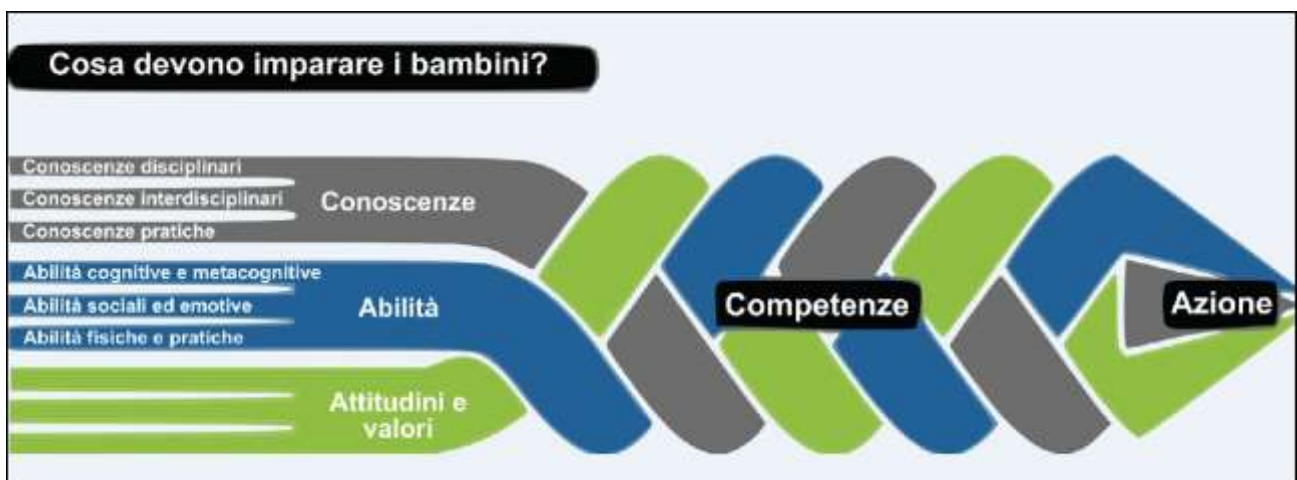 Cosa devono imparare i bambini?
Conoscenze disciplinari
Conoscenze interdisciplinari
Conoscenze pratiche
Conoscenze
Abilità cognitive e metacognitive
Abilità sociali ed emotive
Abilità fisiche e pratiche
Abilità
Attitudini e
valori
Competenze
Azione